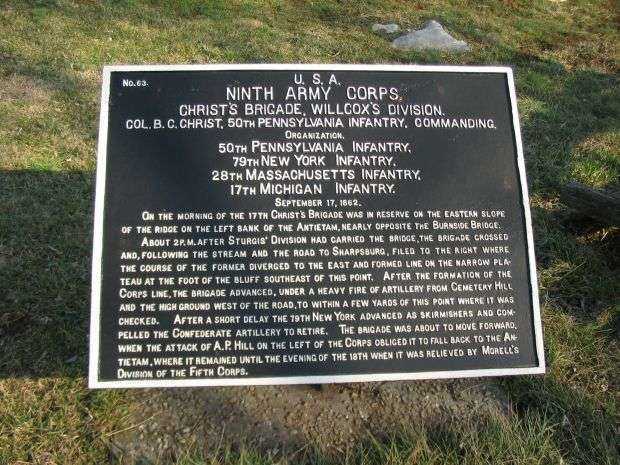 No. 63.
U. S. A.
NINTH ARMY CORPS,
CHRIST'S BRIGADE, WILLCOX'S DIVISION.
COL. B. C. CHRIST, 50TH PENNSYLVANIA INFANTRY, COMMANDING,
ORGANIZATION.
50TH PENNSYLVANIA INFANTRY,
79TH NEW YORK INFANTRY,
28TH MASSACHUSETTS INFANTRY,
17TH MICHIGAN INFANTRY.
SEPTEMBER 17, 1862.
ON THE MORNING OF THE 17TH CHRIST'S BRIGADE WAS IN RESERVE ON THE EASTERN SLOPE
OF THE RIDGE ON THE LEFT BANK OF THE ANTIETAM, NEARLY OPPOSITE THE BURNSIDE BRIDGE.
ABOUT 2 P.M. AFTER STURGIS' DIVISION HAD CARRIED THE BRIDGE, THE BRIGADE CROSSED
AND, FOLLOWING THE STREAM AND THE ROAD TO SHARPSBURG, FILED TO THE RIGHT WHERE
THE COURSE OF THE FORMER DIVERGED TO THE EAST AND FORMED LINE ON THE NARROW PLA-
TEAU AT THE FOOT OF THE BLUFF SOUTHEAST OF THIS POINT. AFTER THE FORMATION OF THE
CORPS LINE, THE BRIGADE ADVANCED, UNDER A HEAVY FIRE OF ARTILLERY FROM CEMETERY HILL
AND THE HIGH GROUND WEST OF THE ROAD, TO WITHIN A FEW YARDS OF THIS POINT WHERE IT WAS
CHECKED. AFTER A SHORT DELAY THE 79TH NEW YORK ADVANCED AS SKIRMISHERS AND COM-
PELLED THE CONFEDERATE ARTILLERY TO RETIRE. THE BRIGADE WAS ABOUT TO MOVE FORWARD,
WHEN THE ATTACK OF A.P. HILL ON THE LEFT OF THE CORPS OBLIGED IT TO FALL BACK TO THE AN-
TIETAM, WHERE IT REMAINED UNTIL THE EVENING OF THE 18TH WHEN IT WAS RELIEVED BY MORELL'S
DIVISION OF THE FIFTH CORPS.